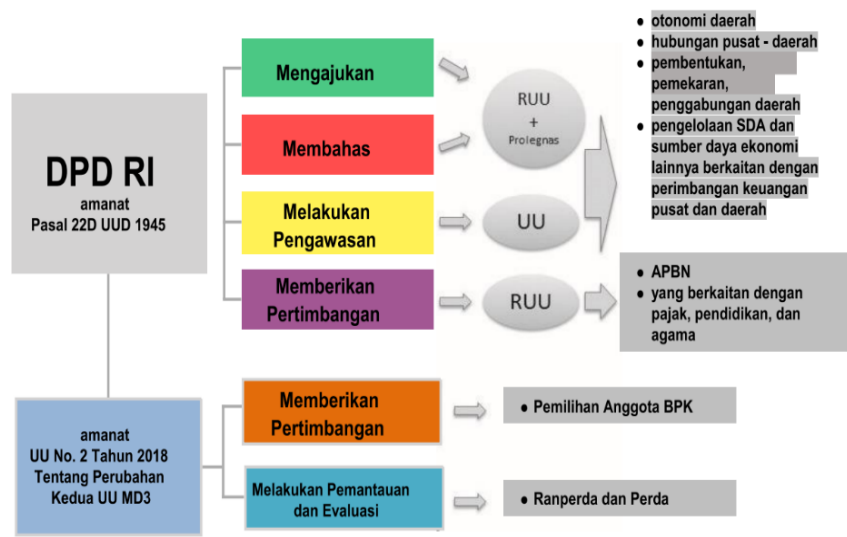 DPD RI
amanat
Pasal 22D UUD 1945
Mengajukan
Membahas
Melakukan
Pengawasan
Memberikan
Pertimbangan
RUU
+
Prolegnas
UU
RUU
● otonomi daerah
● hubungan pusat - daerah
● pembentukan,
pemekaran,
penggabungan daerah
● pengelolaan SDA dan
sumber daya ekonomi
lainnya berkaitan dengan
perimbangan keuangan
pusat dan daerah
● APBN
● yang berkaitan dengan
pajak, pendidikan, dan
agama
amanat
UU No. 2 Tahun 2018
Tentang Perubahan
Kedua UU MD3
Memberikan
Pertimbangan
● Pemilihan Anggota BPK
Melakukan Pemantauan
dan Evaluasi
● Ranperda dan Perda